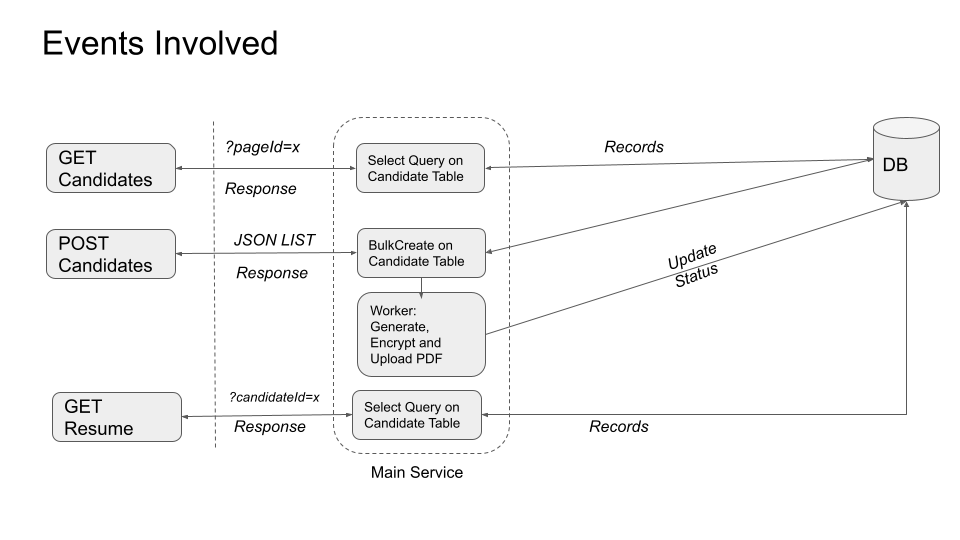 Events Involved
GET
Candidates
?pageId=x
Response
Select Query on
Candidate Table
Records
DB
POST
Candidates
JSON LIST
Response
BulkCreate on
Candidate Table
Update
Status
Worker:
Generate,
Encrypt and
Upload PDF
GET
Resume
?candidateId=x
Response
Select Query on
Candidate Table
Records
Main Service